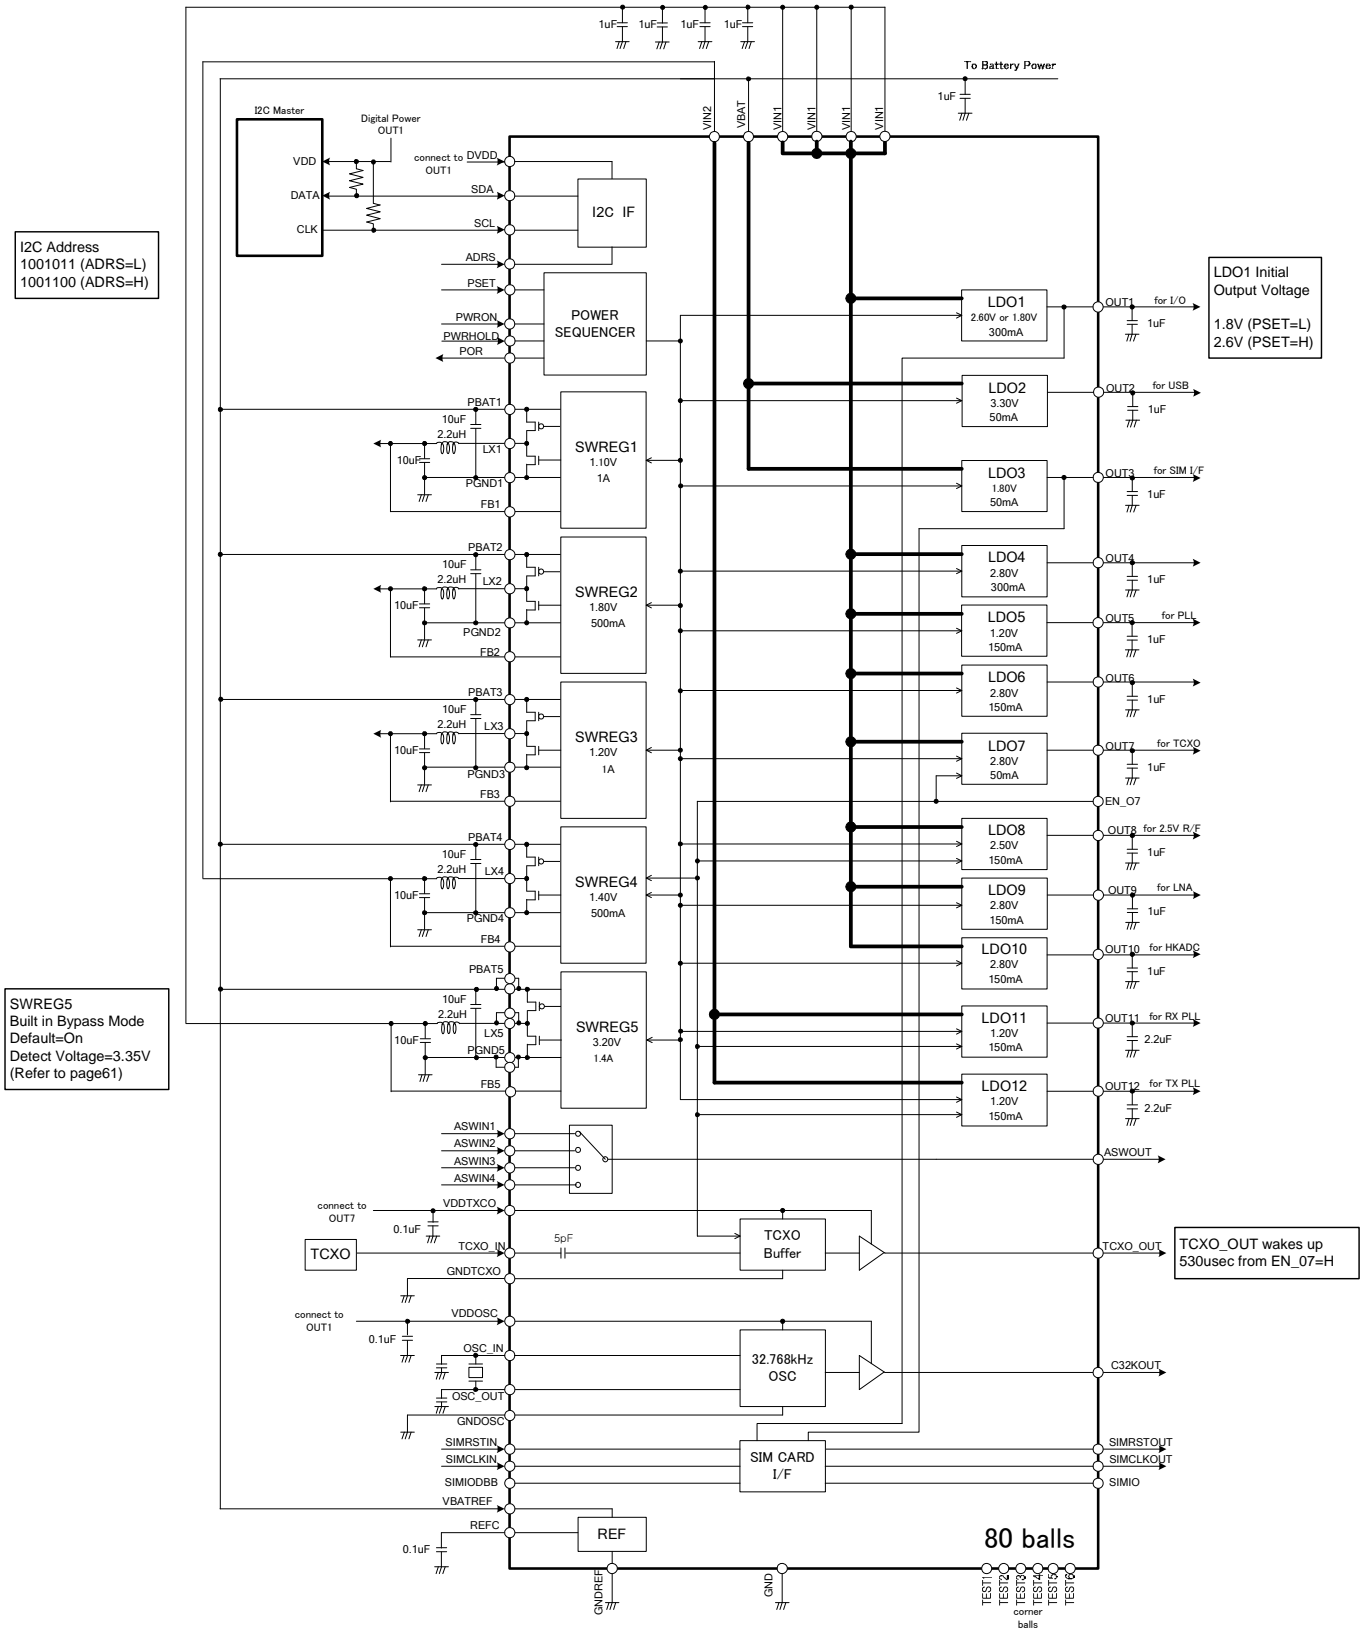 1uF
1uF
1uF
1uF
To Battery Power
1uF
VIN2
VBAT
VIN1
VIN1
VIN1
VIN1
I2C Master
Digital Power
OUT1
VDD
DATA
CLK
connect to
OUT1
DVDD
SDA
SCL
ADRS
I2C IF
I2C Address
1001011 (ADRS=L)
1001100 (ADRS=H)
PSET
PWRON
PWRHOLD
POR
POWER
SEQUENCER
LDO1
2.60V or 1.80V
300mA
OUT1
for I/O
1uF
LDO1 Initial
Output Voltage
1.8V (PSET=L)
2.6V (PSET=H)
LDO2
3.30V
50mA
OUT2
for USB
1uF
PBAT1
10uF
2.2uH
LX1
10uF
PGND1
FB1
SWREG1
1.10V
1A
LDO3
1.80V
50mA
OUT3
for SIM I/F
1uF
PBAT2
10uF
2.2uH
LX2
10uF
PGND2
FB2
SWREG2
1.80V
500mA
LDO4
2.80V
300mA
OUT4
1uF
LDO5
1.20V
150mA
OUT5
for PLL
1uF
LDO6
2.80V
150mA
OUT6
1uF
PBAT3
10uF
2.2uH
LX3
10uF
PGND3
FB3
SWREG3
1.20V
1A
LDO7
2.80V
50mA
OUT7
for TCXO
1uF
EN_O7
PBAT4
10uF
2.2uH
LX4
10uF
PGND4
FB4
SWREG4
1.40V
500mA
LDO8
2.50V
150mA
OUT8
for 2.5V R/F
1uF
LDO9
2.80V
150mA
OUT9
for LNA
1uF
LDO10
2.80V
150mA
OUT10
for HKADC
1uF
SWREG5
Built in Bypass Mode
Default=On
Detect Voltage=3.35V
(Refer to page61)
PBAT5
10uF
2.2uH
LX5
10uF
PGND5
FB5
SWREG5
3.20V
1.4A
LDO11
1.20V
150mA
OUT11
for RX PLL
2.2uF
LDO12
1.20V
150mA
OUT12
for TX PLL
2.2uF
ASWIN1
ASWIN2
ASWIN3
ASWIN4
ASWOUT
connect to
OUT7
VDDTXCO
0.1uF
TCXO
TCXO_IN
5pF
GNDTCXO
TCXO
Buffer
TCXO_OUT
TCXO_OUT wakes up
530usec from EN_07=H
connect to
OUT1
VDDOSC
0.1uF
OSC_IN
OSC_OUT
GNDOSC
32.768kHz
OSC
C32KOUT
SIMRSTIN
SIMCLKIN
SIMIODBB
SIM CARD
I/F
SIMRSTOUT
SIMCLKOUT
SIMIO
VBATREF
REFC
0.1uF
REF
GNDREF
GND
80 balls
TEST1
TEST2
TEST3
TEST4
TEST5
TEST6
corner
balls